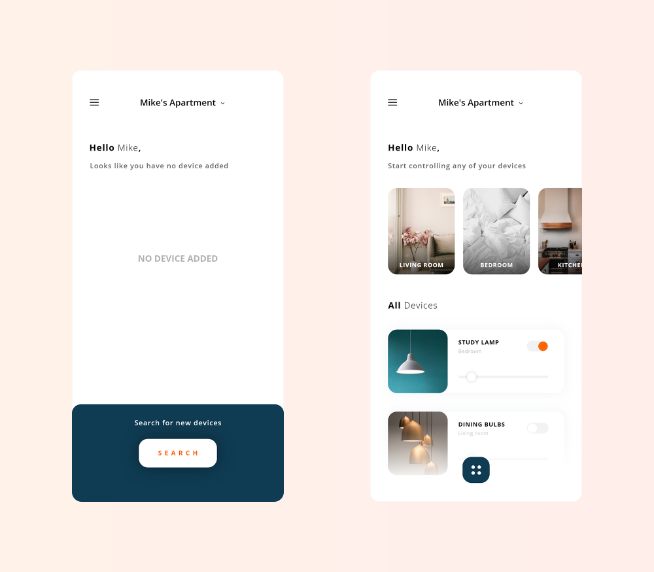 Mike's Apartment
Hello Mike,
Looks like you have no device added
NO DEVICE ADDED
Search for new devices
SEARCH
Mike's Apartment
Hello Mike,
Start controlling any of your devices
LIVING ROOM
BEDROOM
KITCHEN
All Devices
STUDY LAMP
Bedroom
DINING BULBS
Living room